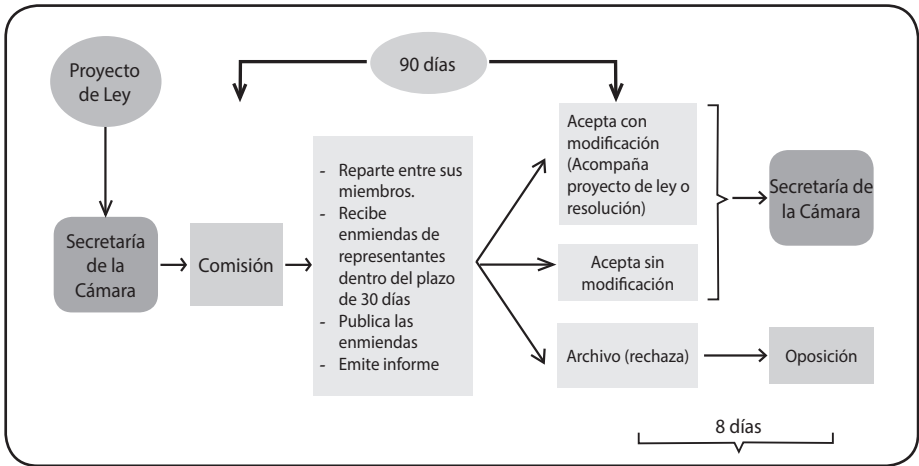 Proyecto
de Ley
90 días
Secretaría
de la
Cámara
Comisión
- Reparte entre sus
miembros.
- Recibe
enmiendas de
representantes
dentro del plazo
de 30 días
- Publica las
enmiendas
- Emite informe
Acepta con
modificación
(Acompaña
proyecto de ley o
resolución)
Acepta sin
modificación
Archivo (rechaza)
Secretaría de
la Cámara
Oposición
8 días